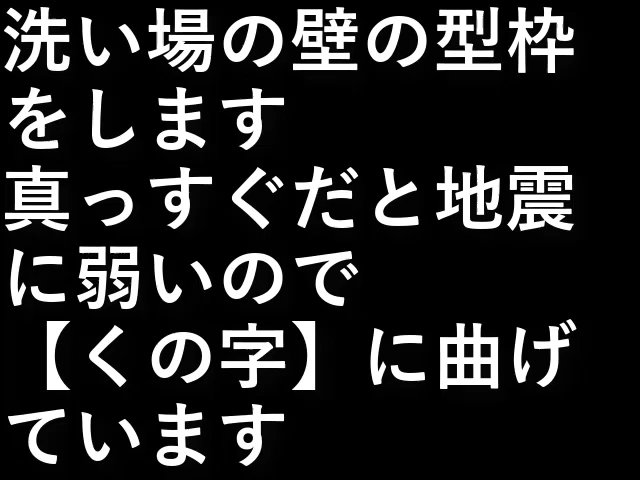 洗い場の壁の型枠
をします
真っすぐだと地震
に弱いので
【くの字】に曲げ
ています